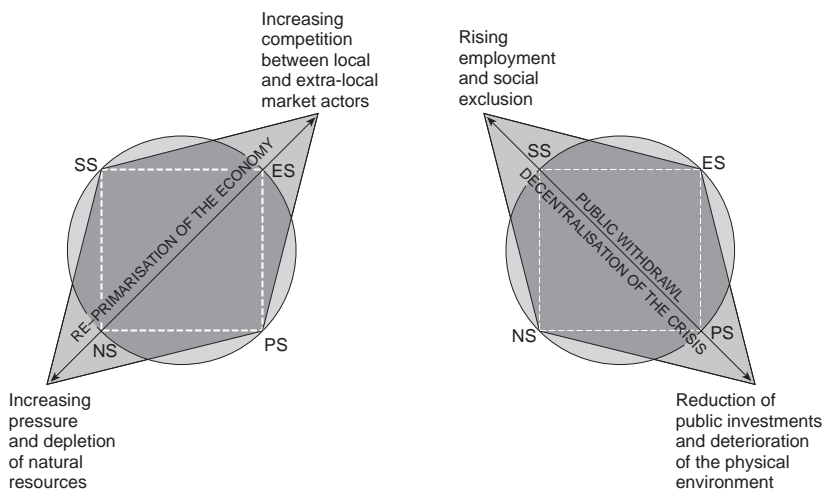 Increasing
competition
between local
and extra-local
market actors
SS
ES
RE-PRIMARISATION OF THE ECONOMY
NS
PS
Increasing
pressure
and depletion
of natural
resources
Rising
employment
and social
exclusion
SS
ES
PUBLIC WITHDRAWL
DECENTRALISATION OF THE CRISIS
NS
PS
Reduction of
public investments
and deterioration
of the physical
environment